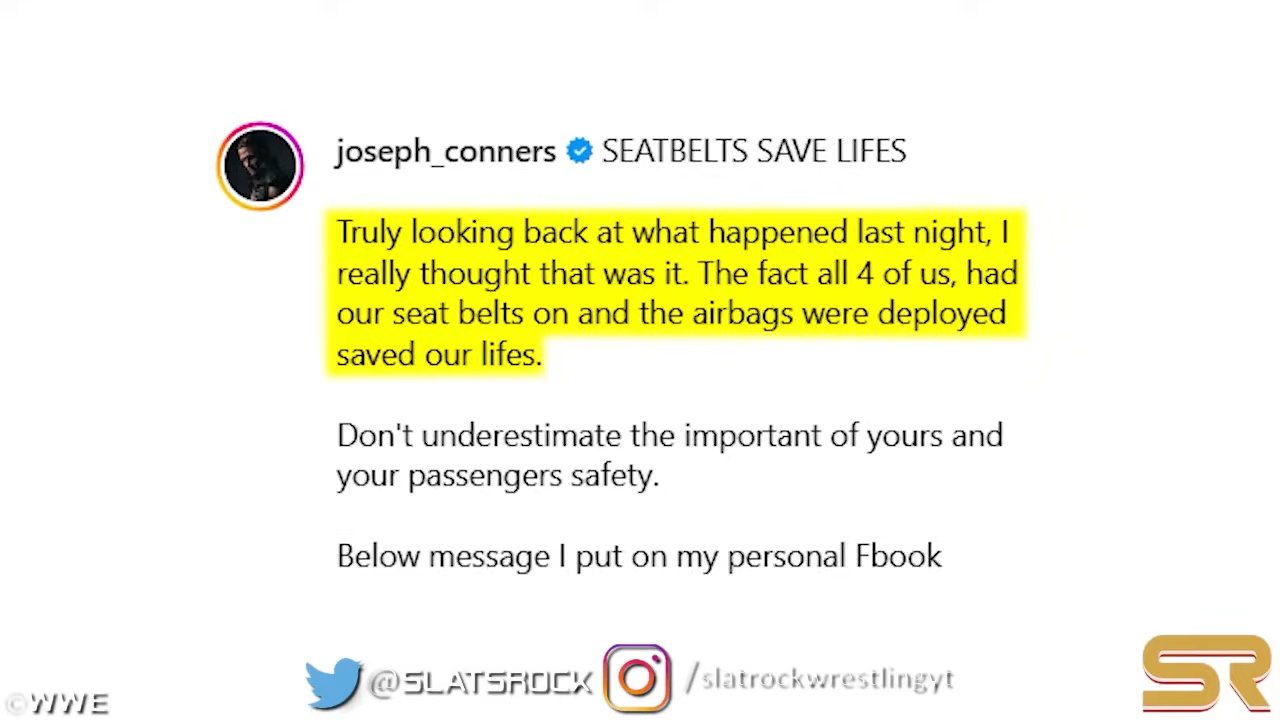 joseph_conners SEATBELTS SAVE LIFES
Truly looking back at what happened last night, I
really thought that was it. The fact all 4 of us, had
our seat belts on and the airbags were deployed
saved our lifes.
Don't underestimate the important of yours and
your passengers safety.
Below message I put on my personal Fbook
@SLATSROCK /slatrockwrestlingyt
SR
©WWE